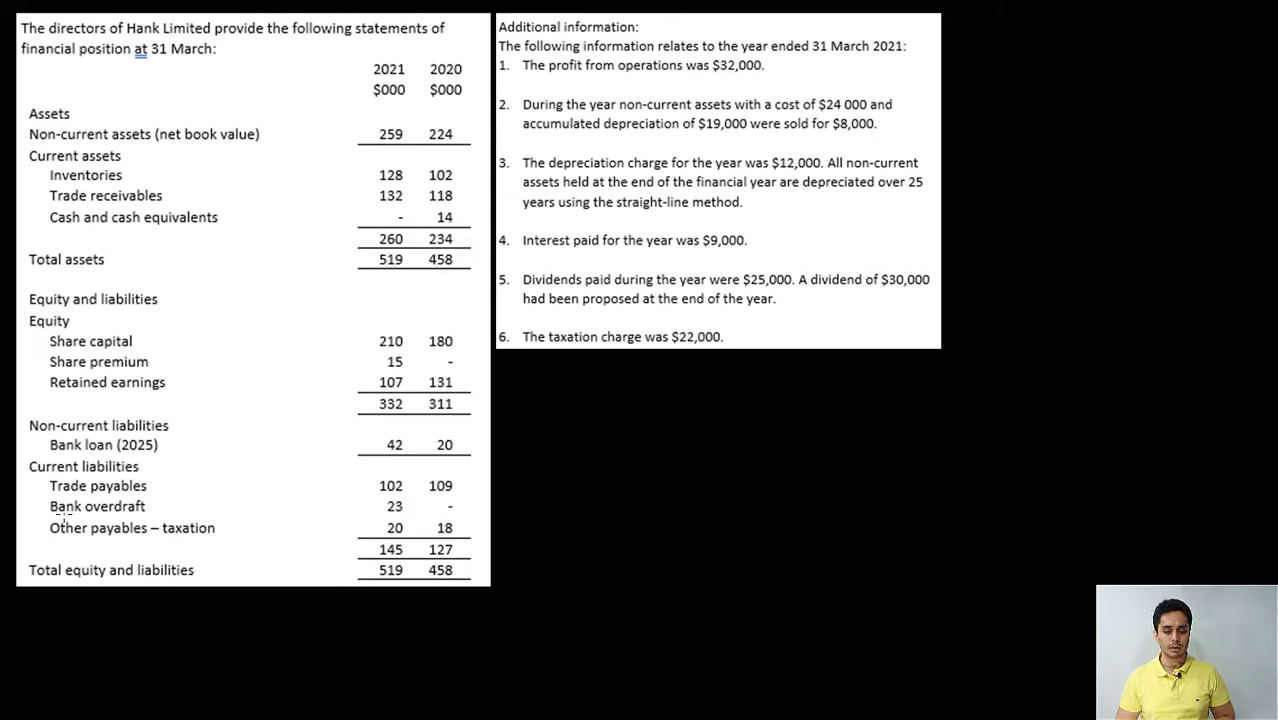 The directors of Hank Limited provide the following statements of
financial position at 31 March:
2021 2020
$000 $000
Assets
Non-current assets (net book value) 259 224
Current assets
Inventories 128 102
Trade receivables 132 118
Cash and cash equivalents - 14
260 234
Total assets 519 458
Equity and liabilities
Equity
Share capital 210 180
Share premium 15 -
Retained earnings 107 131
332 311
Non-current liabilities
Bank loan (2025) 42 20
Current liabilities
Trade payables 102 109
Bank overdraft 23 -
Other payables – taxation 20 18
145 127
Total equity and liabilities 519 458
Additional information:
The following information relates to the year ended 31 March 2021:
1. The profit from operations was $32,000.
2. During the year non-current assets with a cost of $24 000 and
accumulated depreciation of $19,000 were sold for $8,000.
3. The depreciation charge for the year was $12,000. All non-current
assets held at the end of the financial year are depreciated over 25
years using the straight-line method.
4. Interest paid for the year was $9,000.
5. Dividends paid during the year were $25,000. A dividend of $30,000
had been proposed at the end of the year.
6. The taxation charge was $22,000.